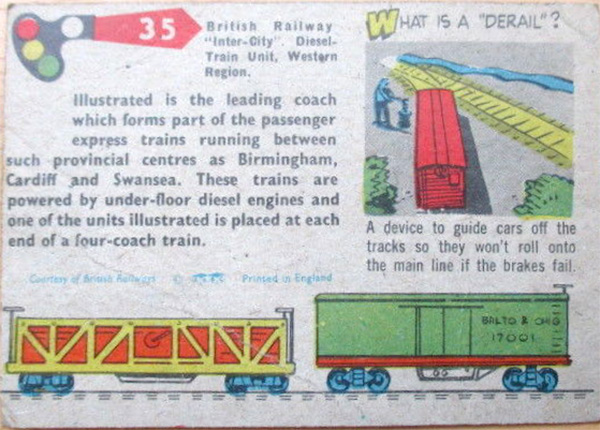 35
British Railway
"Inter-City". Diesel-
Train Unit, Western
Region.
Illustrated is the leading coach
which forms part of the passenger
express trains running between
such provincial centres as Birmingham,
Cardiff and Swansea. These trains are
powered by under-floor diesel engines and
one of the units illustrated is placed at each
end of a four-coach train.
Courtesy of British Railways
Printed in England
WHAT IS A "DERAIL"?
A device to guide cars off the
tracks so they won't roll onto
the main line if the brakes fail.
BALTO & OHIO
17001